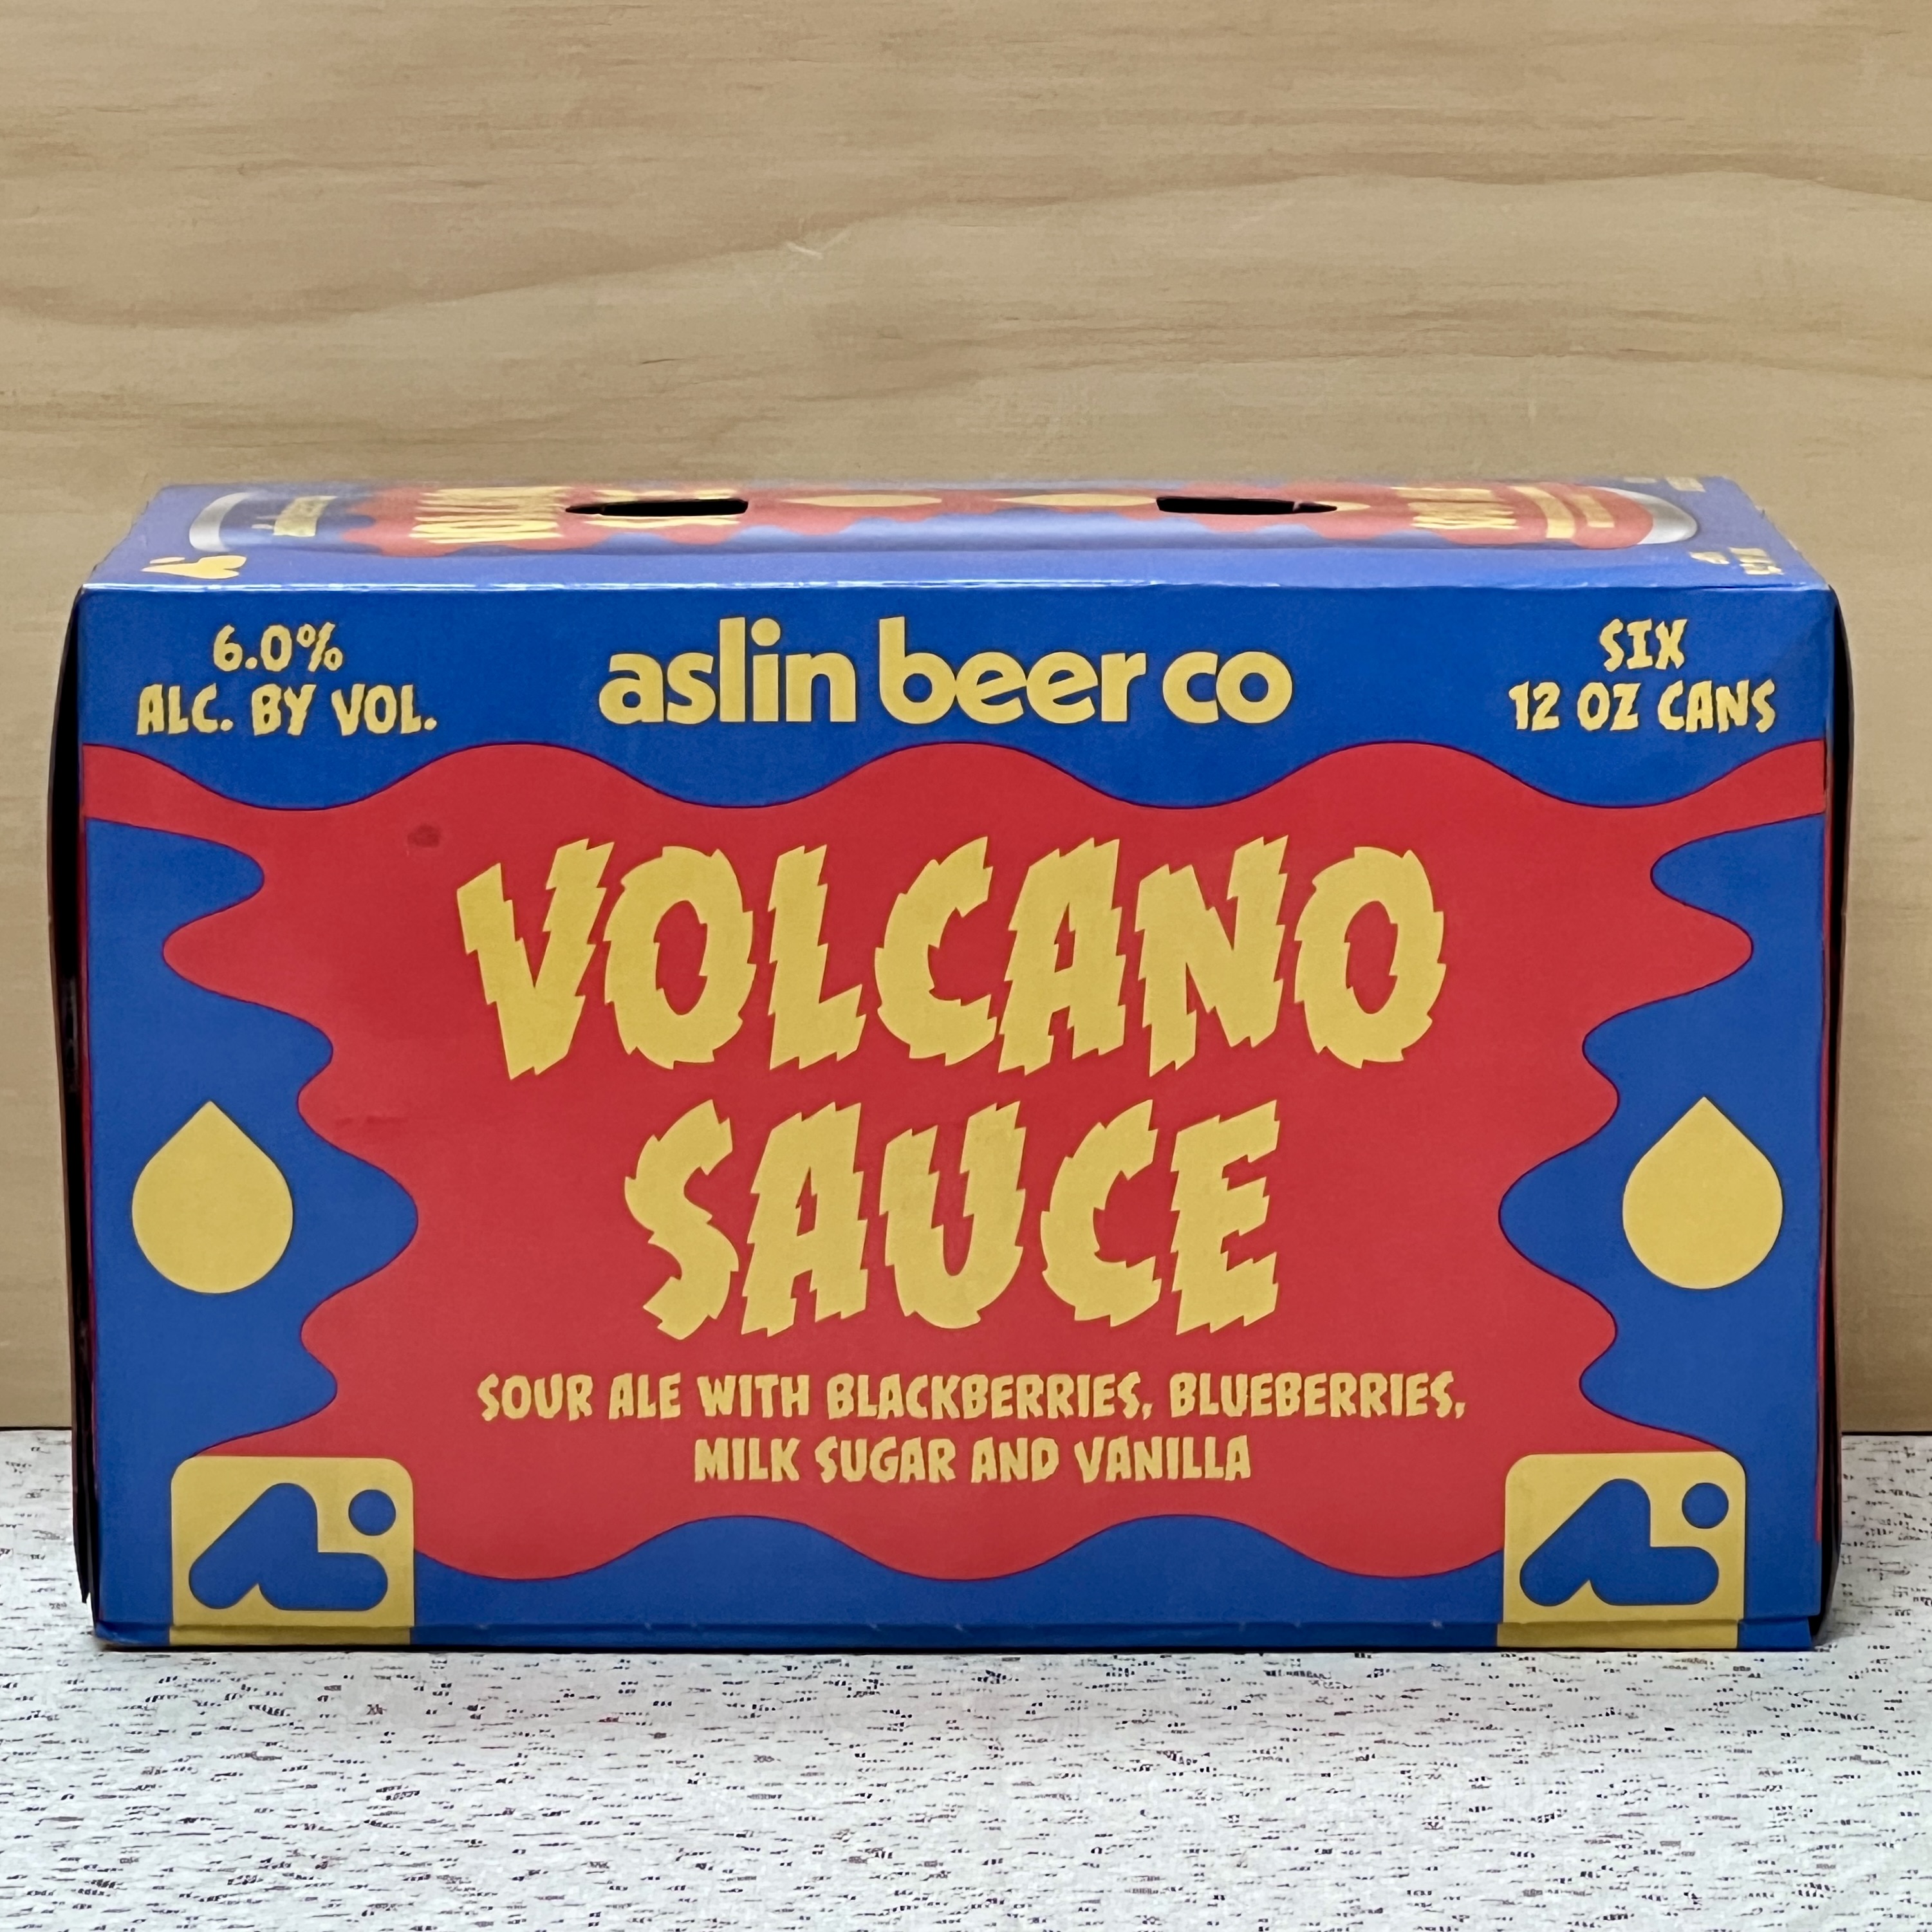 6.0%
ALC. BY VOL.
aslin beer co
SIX
12 OZ CANS
VOLCANO
SAUCE
SOUR ALE WITH BLACKBERRIES, BLUEBERRIES,
MILK SUGAR AND VANILLA